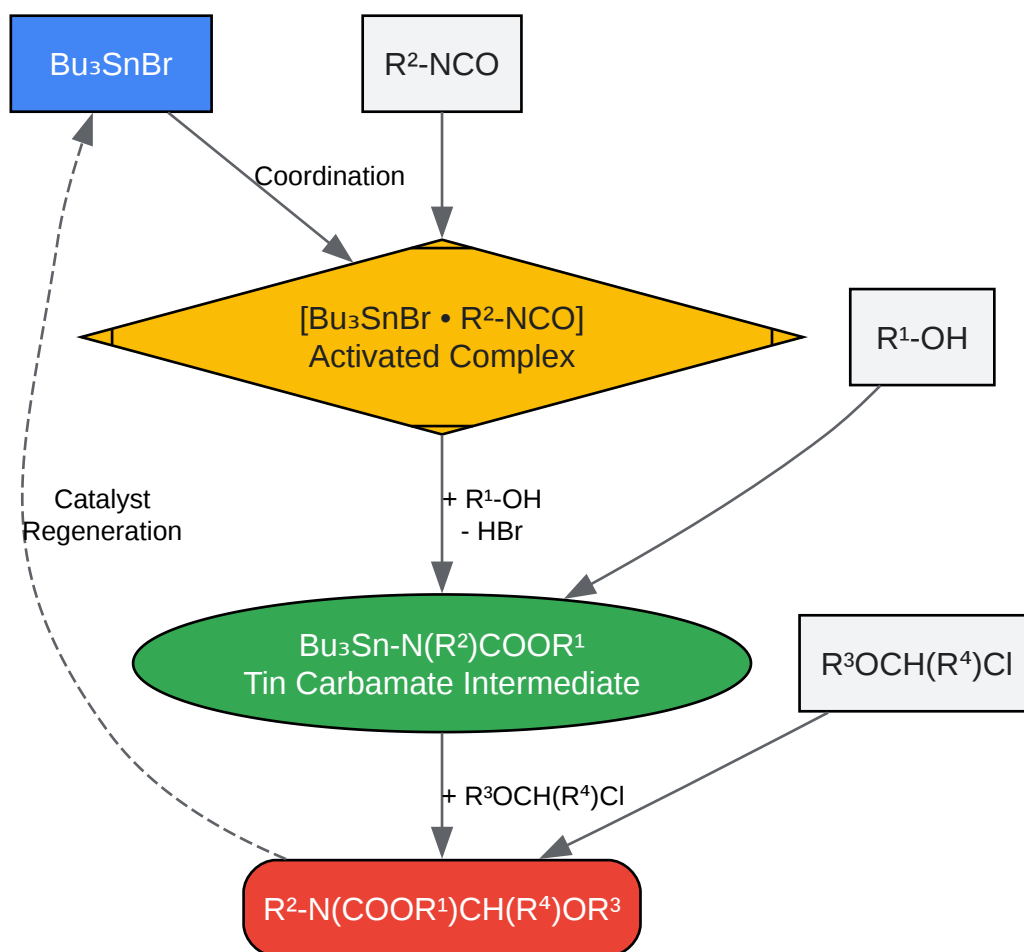 Bu₃SnBr
R²-NCO
Coordination
[Bu₃SnBr • R²-NCO]
Activated Complex
R¹-OH
Catalyst
Regeneration
+ R¹-OH
- HBr
Bu₃Sn-N(R²)COOR¹
Tin Carbamate Intermediate
R³OCH(R⁴)Cl
+ R³OCH(R⁴)Cl
R²-N(COOR¹)CH(R⁴)OR³